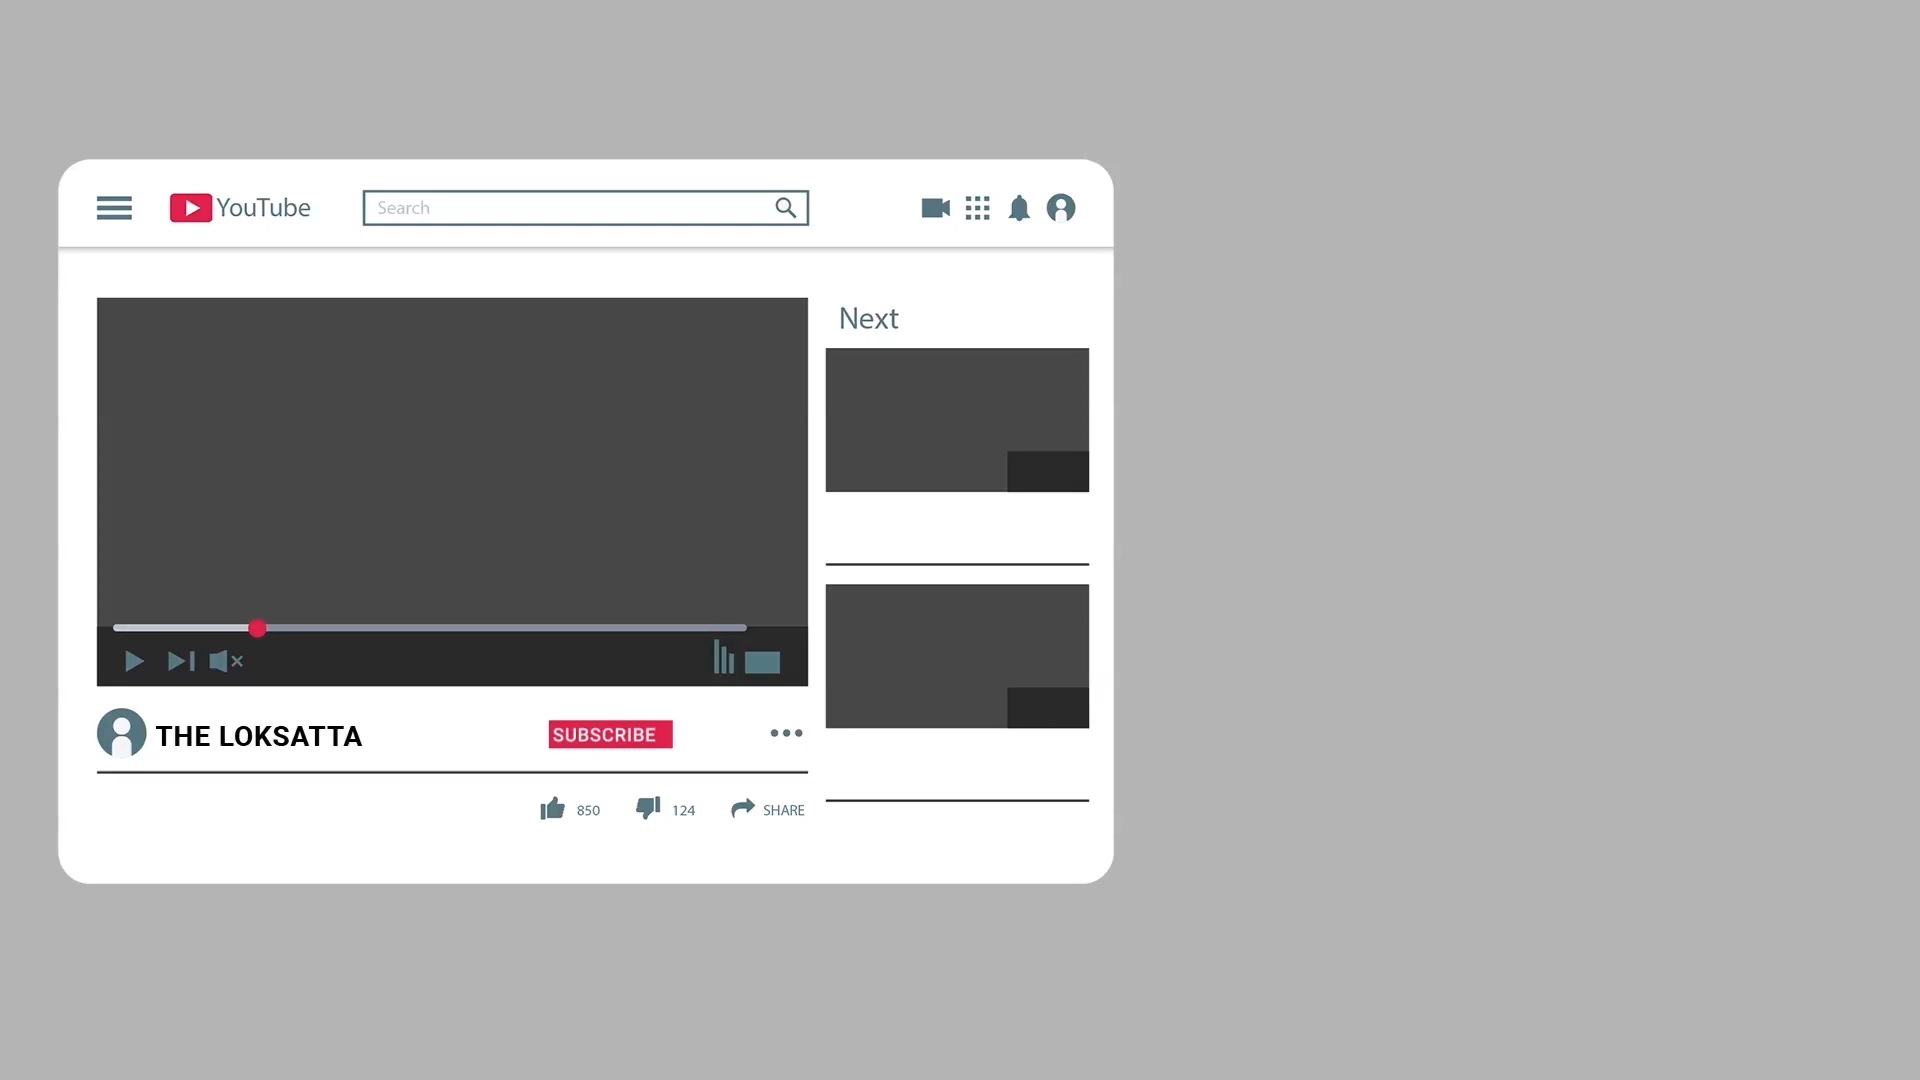 YouTube
Search
Next
THE LOKSATTA
SUBSCRIBE
850
124
SHARE